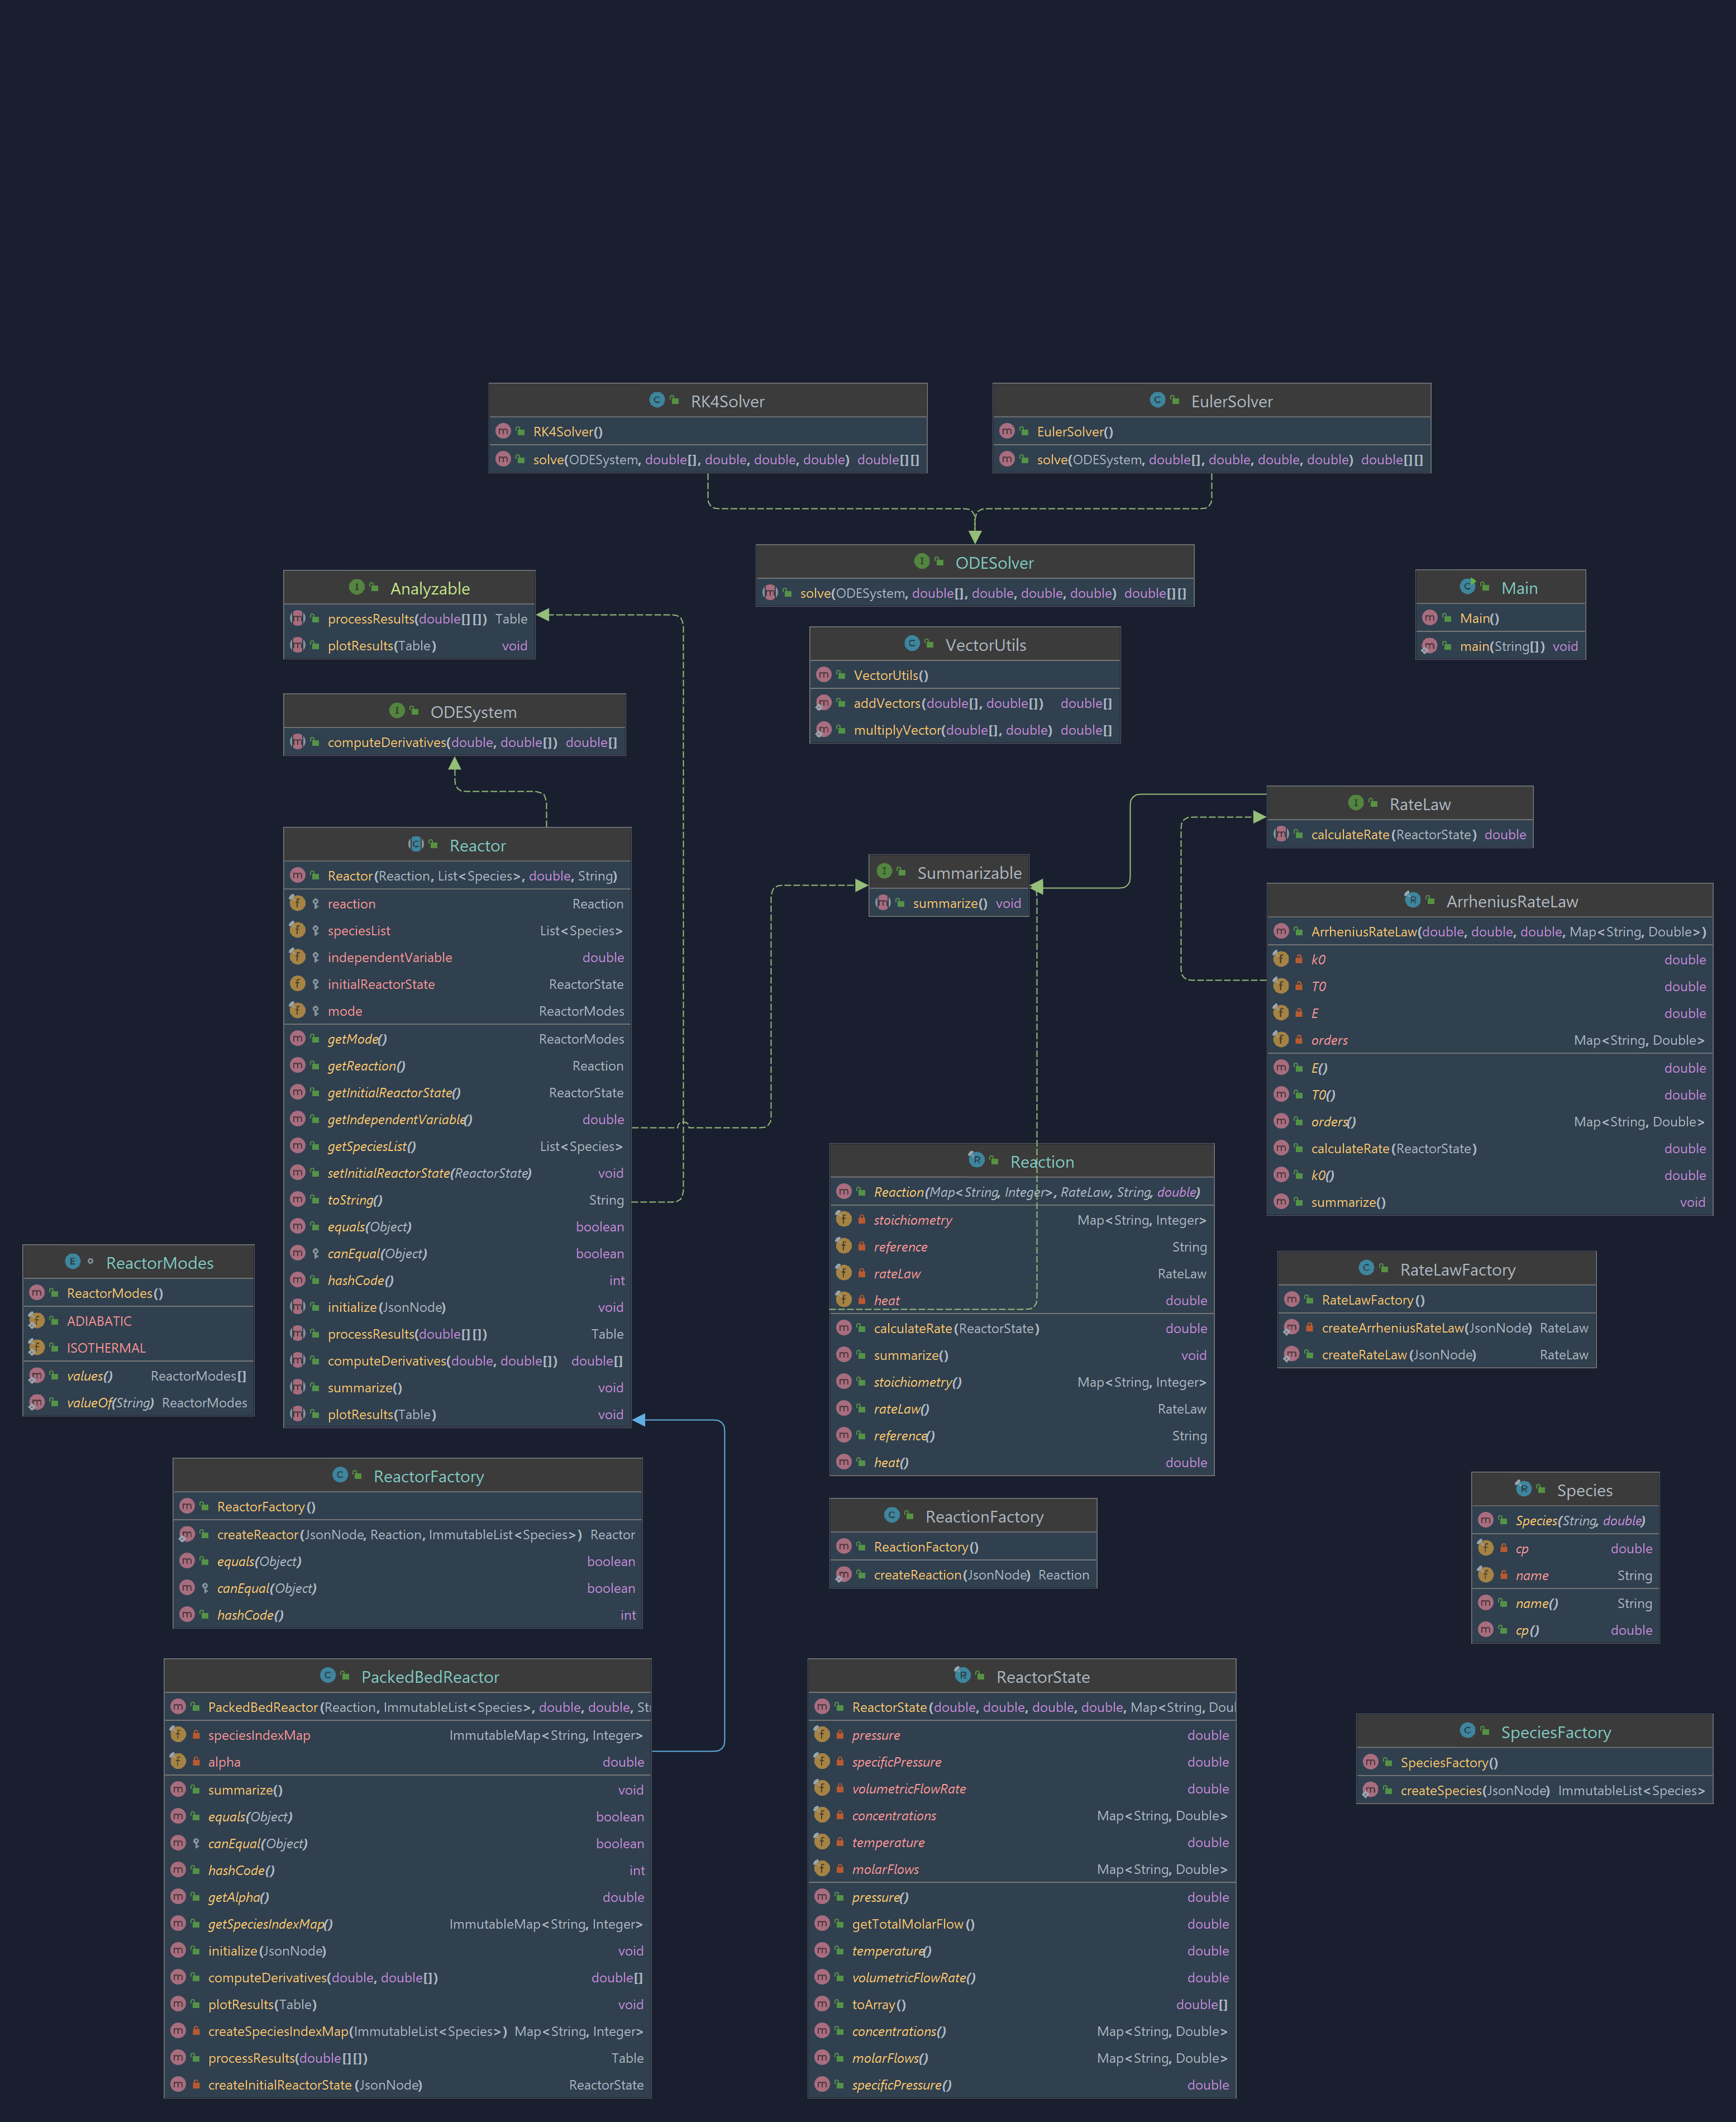 RK4Solver
RK4Solver()
solve(ODESystem, double[], double, double, double) double[][]
EulerSolver
EulerSolver()
solve(ODESystem, double[], double, double, double) double[][]
ODESolver
solve(ODESystem, double[], double, double, double) double[][]
Analyzable
processResults(double[][]) Table
plotResults(Table) void
Main
Main()
main(String[]) void
VectorUtils
VectorUtils()
addVectors(double[], double[]) double[]
multiplyVector(double[], double) double[]
ODESystem
computeDerivatives(double, double[]) double[]
RateLaw
calculateRate(ReactorState) double
Reactor
Reactor(Reaction, List<Species>, double, String)
reaction Reaction
speciesList List<Species>
independentVariable double
initialReactorState ReactorState
mode ReactorModes
getMode() ReactorModes
getReaction() Reaction
getInitialReactorState() ReactorState
getIndependentVariable() double
getSpeciesList() List<Species>
setInitialReactorState(ReactorState) void
toString() String
equals(Object) boolean
canEqual(Object) boolean
hashCode() int
initialize(JsonNode) void
processResults(double[][]) Table
computeDerivatives(double, double[]) double[]
summarize() void
plotResults(Table) void
Summarizable
summarize() void
ArrheniusRateLaw
ArrheniusRateLaw(double, double, double, Map<String, Double>)
k0 double
T0 double
E double
orders Map<String, Double>
E() double
T0() double
orders() Map<String, Double>
calculateRate(ReactorState) double
k0() double
summarize() void
Reaction
Reaction(Map<String, Integer>, RateLaw, String, double)
stoichiometry Map<String, Integer>
reference String
rateLaw RateLaw
heat double
calculateRate(ReactorState) double
summarize() void
stoichiometry() Map<String, Integer>
rateLaw() RateLaw
reference() String
heat() double
ReactorModes
ReactorModes()
ADIABATIC
ISOTHERMAL
values() ReactorModes[]
valueOf(String) ReactorModes
RateLawFactory
RateLawFactory()
createArrheniusRateLaw(JsonNode) RateLaw
createRateLaw(JsonNode) RateLaw
ReactorFactory
ReactorFactory()
createReactor(JsonNode, Reaction, ImmutableList<Species>) Reactor
equals(Object) boolean
canEqual(Object) boolean
hashCode() int
ReactionFactory
ReactionFactory()
createReaction(JsonNode) Reaction
Species
Species(String, double)
cp double
name String
name() String
cp() double
PackedBedReactor
PackedBedReactor(Reaction, ImmutableList<Species>, double, double, St
speciesIndexMap ImmutableMap<String, Integer>
alpha double
summarize() void
equals(Object) boolean
canEqual(Object) boolean
hashCode() int
getAlpha() double
getSpeciesIndexMap() ImmutableMap<String, Integer>
initialize(JsonNode) void
computeDerivatives(double, double[]) double[]
plotResults(Table) void
createSpeciesIndexMap(ImmutableList<Species>) Map<String, Integer>
processResults(double[][]) Table
createInitialReactorState(JsonNode) ReactorState
ReactorState
ReactorState(double, double, double, double, Map<String, Doul
pressure double
specificPressure double
volumetricFlowRate double
concentrations Map<String, Double>
temperature double
molarFlows Map<String, Double>
pressure() double
getTotalMolarFlow() double
temperature() double
volumetricFlowRate() double
toArray() double[]
concentrations() Map<String, Double>
molarFlows() Map<String, Double>
specificPressure() double
SpeciesFactory
SpeciesFactory()
createSpecies(JsonNode) ImmutableList<Species>